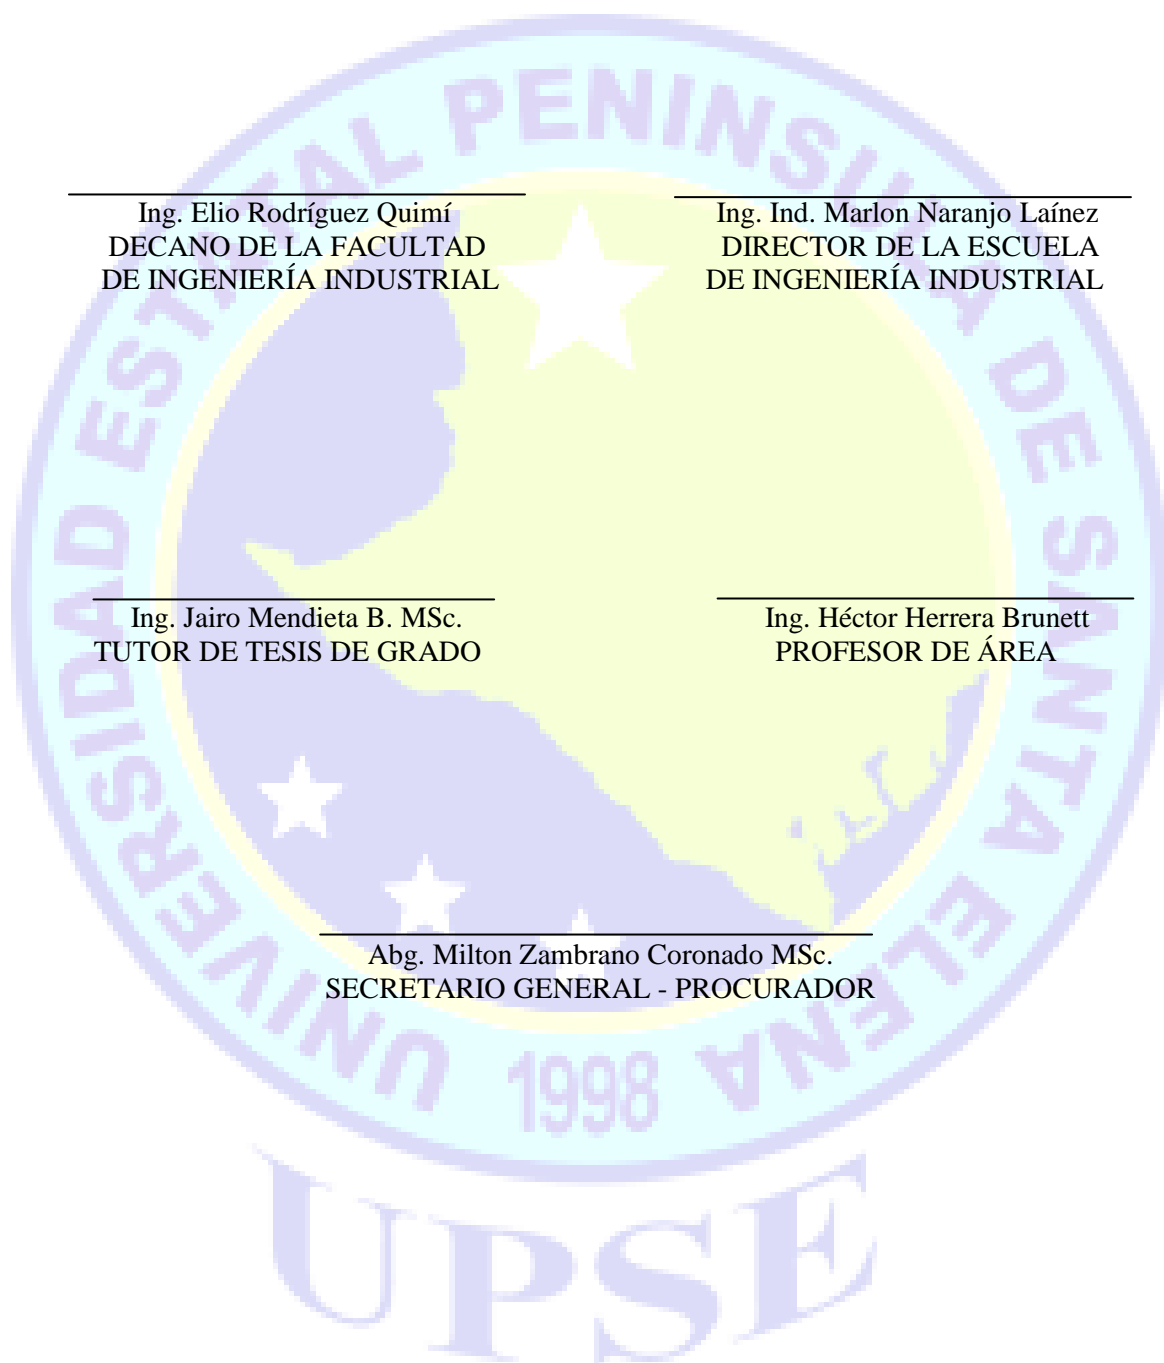 UNIVERSIDAD ESTATAL PENINSULA DE SANTA ELENA
Ing. Elio Rodríguez Quimí
DECANO DE LA FACULTAD
DE INGENIERÍA INDUSTRIAL
Ing. Ind. Marlon Naranjo Laínez
DIRECTOR DE LA ESCUELA
DE INGENIERÍA INDUSTRIAL
Ing. Jairo Mendieta B. MSc.
TUTOR DE TESIS DE GRADO
Ing. Héctor Herrera Brunett
PROFESOR DE ÁREA
Abg. Milton Zambrano Coronado MSc.
SECRETARIO GENERAL - PROCURADOR
1998
UPSE